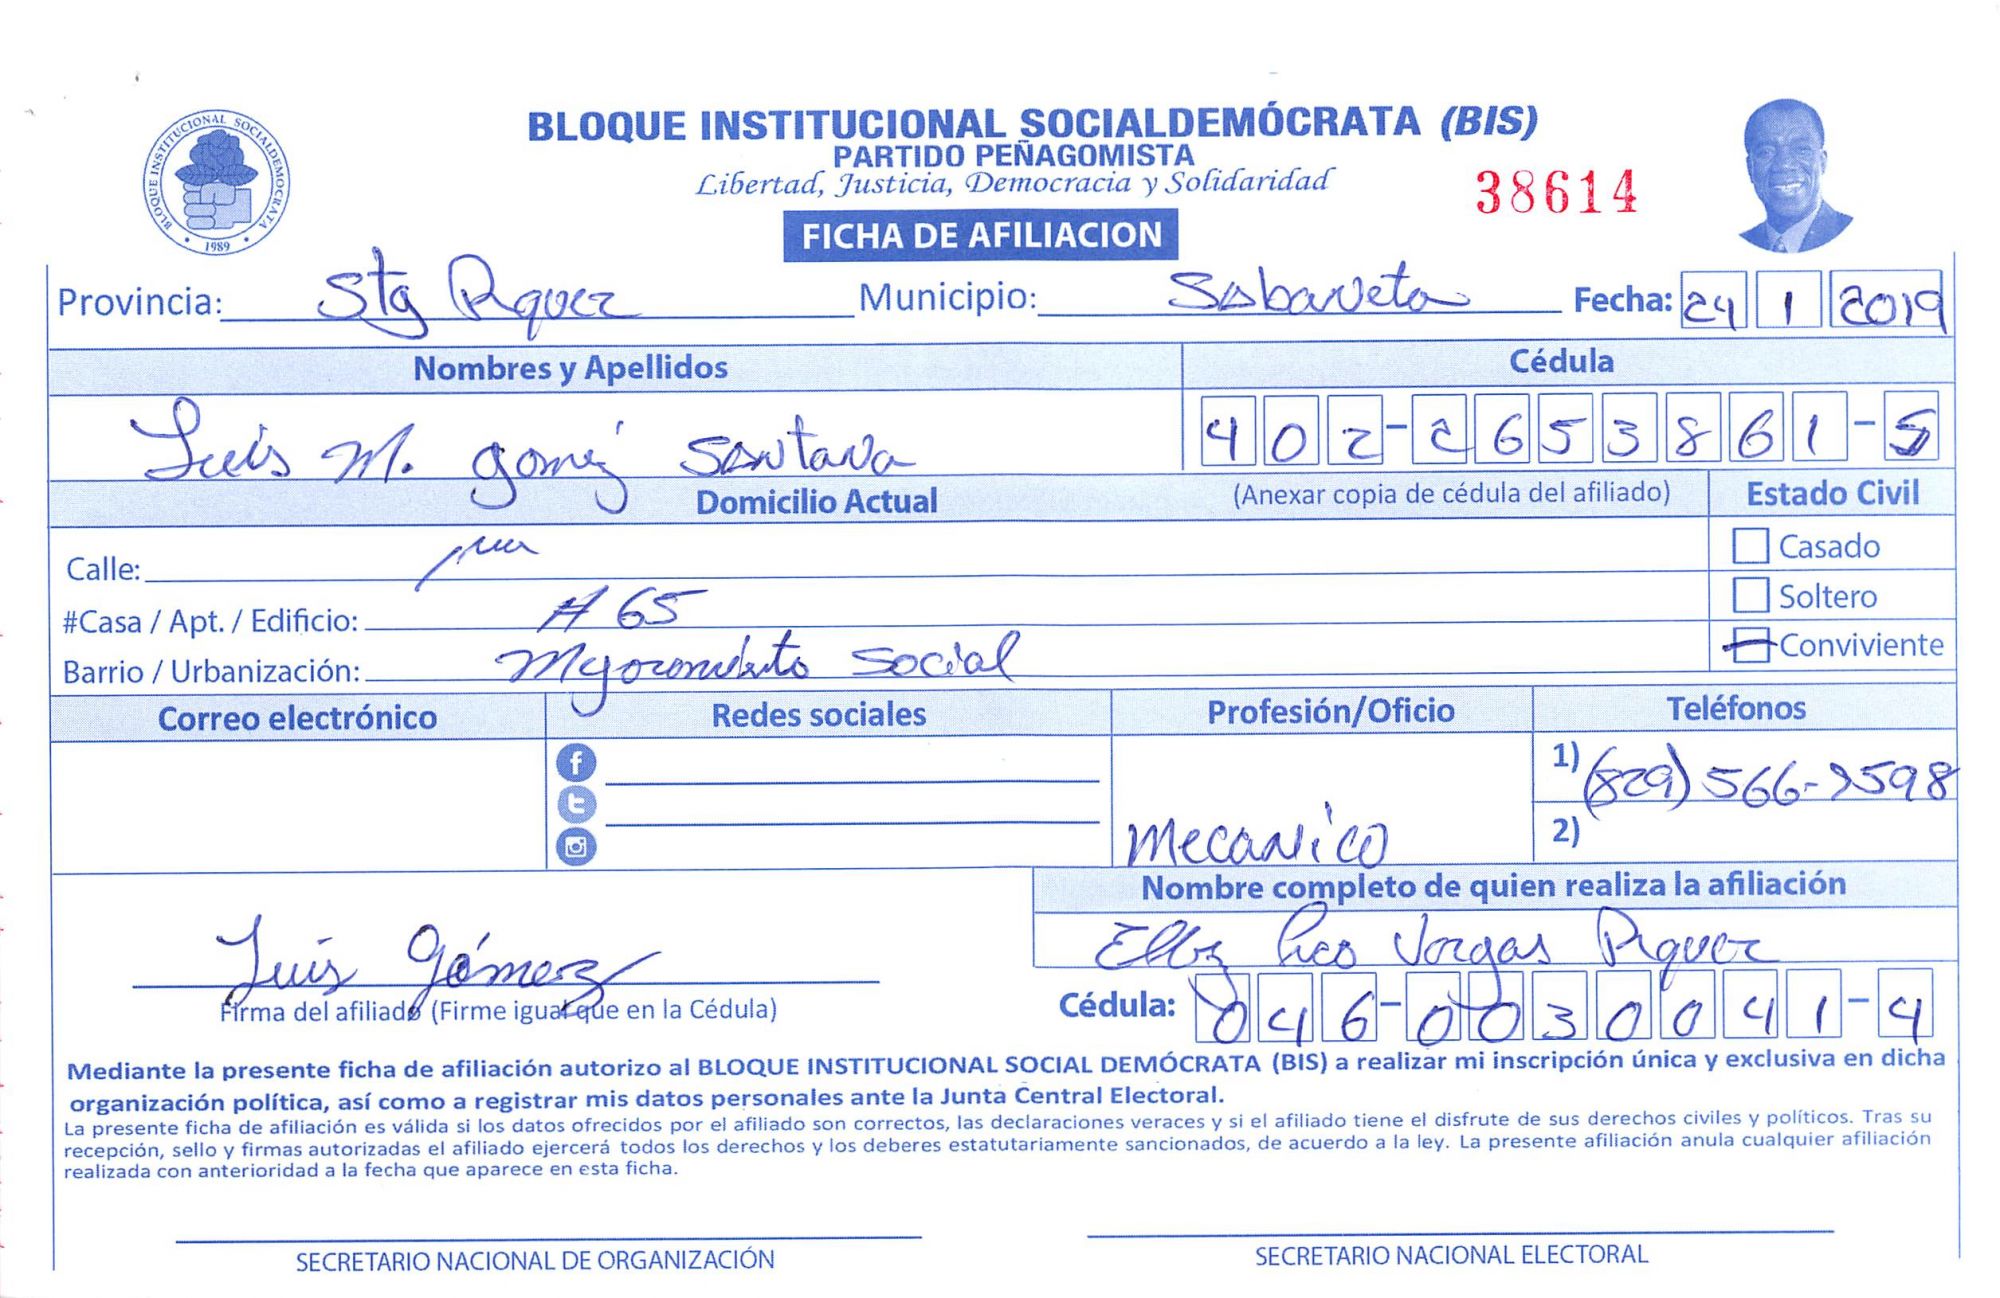 BLOQUE INSTITUCIONAL SOCIALDEMOCRATA
1989
BLOQUE INSTITUCIONAL SOCIALDEMÓCRATA (BIS)
PARTIDO PEÑAGOMISTA
Libertad, Justicia, Democracia y Solidaridad
38614
FICHA DE AFILIACION
Provincia: Stg Rguez Municipio: Sabaneta Fecha: 24 1 2019
Nombres y Apellidos Cédula
Luis M. Gomez Santana 402-2653861-5
Domicilio Actual (Anexar copia de cédula del afiliado) Estado Civil
Calle: Casado
#Casa / Apt. / Edificio: # 65 Soltero
Barrio / Urbanización: Mejoramiento Social Conviviente
Correo electrónico Redes sociales Profesión/Oficio Teléfonos
1) (829) 566-9598
Mecanico 2)
Nombre completo de quien realiza la afiliación
Vargas Rguez
Luis Gómez
Firma del afiliado (Firme igual que en la Cédula) Cédula: 046-0030041-4
Mediante la presente ficha de afiliación autorizo al BLOQUE INSTITUCIONAL SOCIAL DEMÓCRATA (BIS) a realizar mi inscripción única y exclusiva en dicha
organización política, así como a registrar mis datos personales ante la Junta Central Electoral.
La presente ficha de afiliación es válida si los datos ofrecidos por el afiliado son correctos, las declaraciones veraces y si el afiliado tiene el disfrute de sus derechos civiles y políticos. Tras su
recepción, sello y firmas autorizadas el afiliado ejercerá todos los derechos y los deberes estatutariamente sancionados, de acuerdo a la ley. La presente afiliación anula cualquier afiliación
realizada con anterioridad a la fecha que aparece en esta ficha.
SECRETARIO NACIONAL DE ORGANIZACIÓN SECRETARIO NACIONAL ELECTORAL